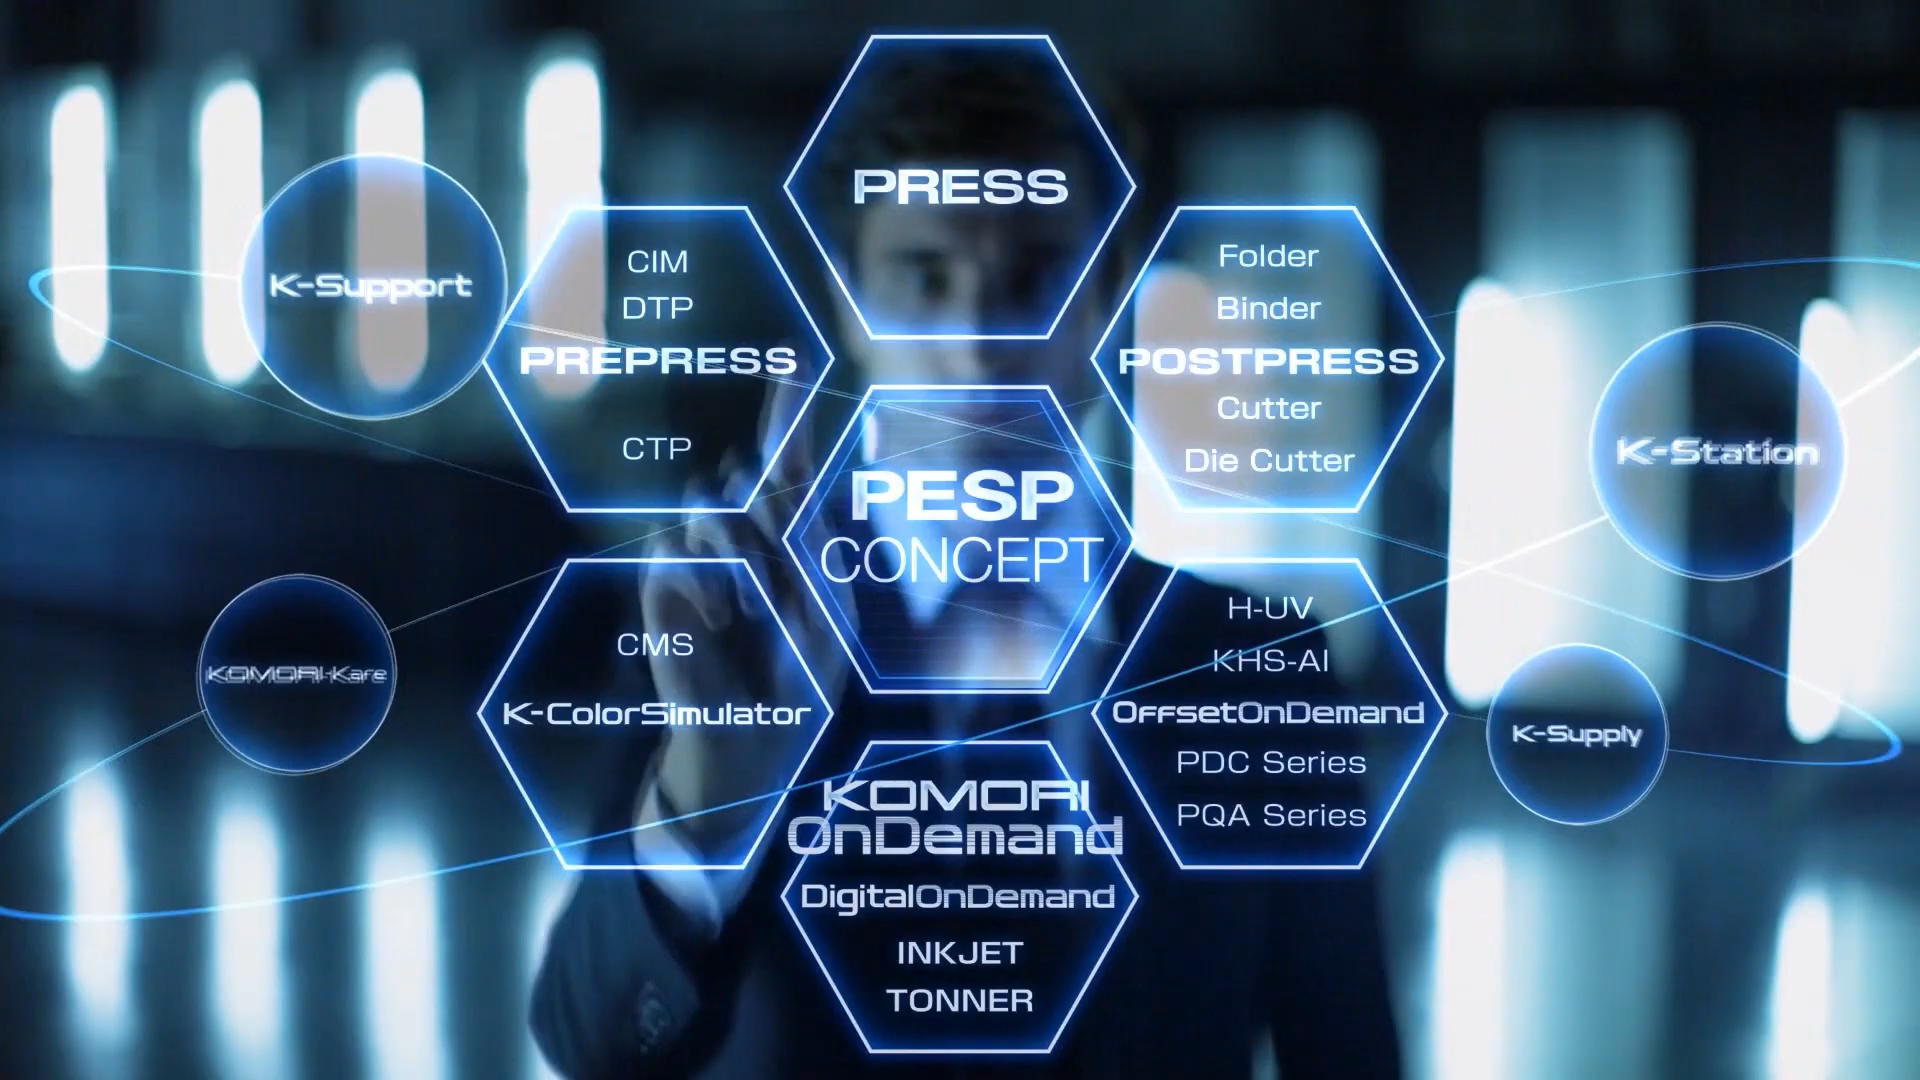 PRESS
K-Support
CIM
DTP
PREPRESS
CTP
Folder
Binder
POSTPRESS
Cutter
Die Cutter
K-Station
PESP
CONCEPT
KOMORI-Kare
CMS
K-ColorSimulator
H-UV
KHS-AI
OffsetOnDemand
PDC Series
PQA Series
K-Supply
KOMORI
OnDemand
DigitalOnDemand
INKJET
TONNER